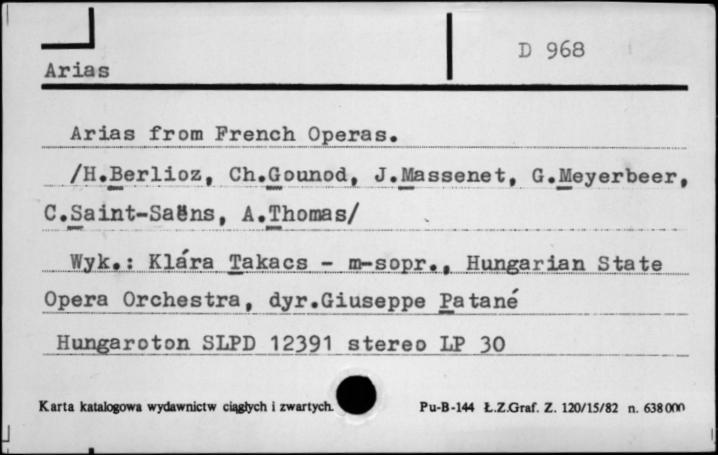 D 968
Arias
Arias from French Operas.
/H.Berlioz, Ch.Gounod, J.Massenet, G.Meyerbeer,
C.Saint-Saëns, A.Thomas/
Wyk.: Klára Takacs - m-sopr., Hungarian State
Opera Orchestra, dyr.Giuseppe Patané
Hungaroton SLPD 12391 stereo LP 30
Karta katalogowa wydawnictw ciągłych i zwartych. Pu-B-144 Ł.Z.Graf. Z. 120/15/82 n. 638000